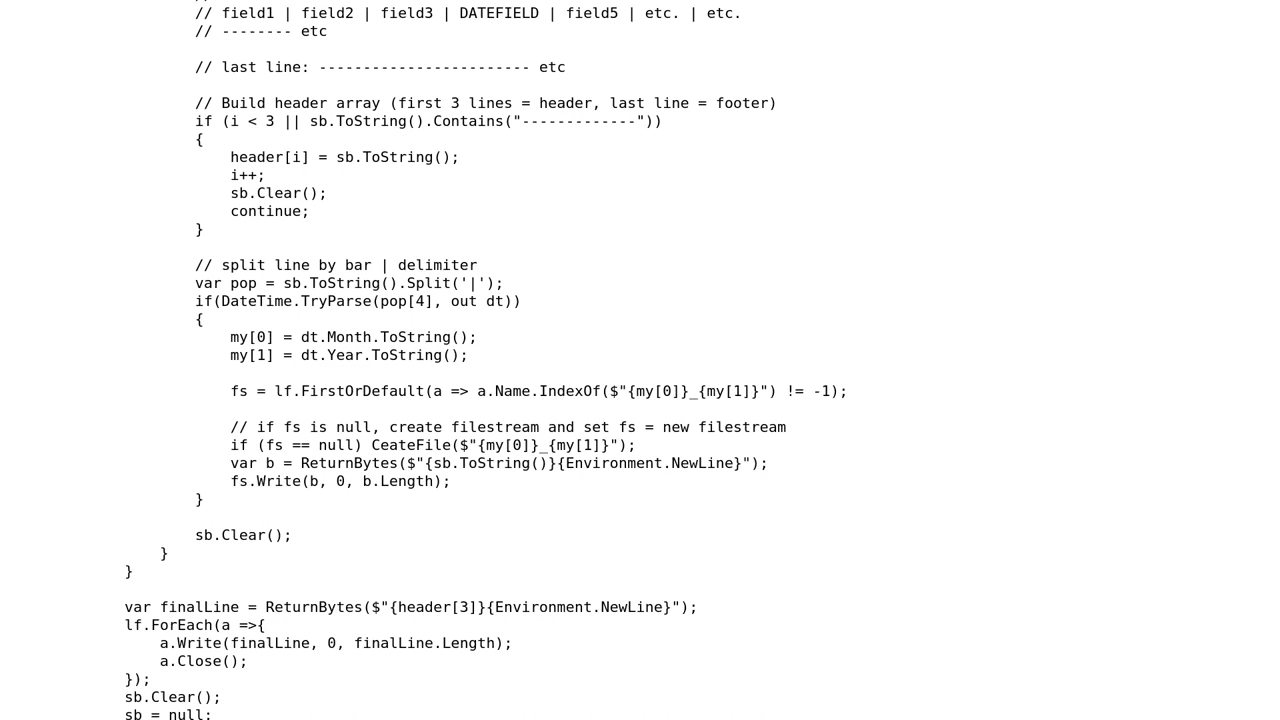 // field1 | field2 | field3 | DATEFIELD | field5 | etc. | etc.
// -------- etc
// last line: ------------------------ etc
// Build header array (first 3 lines = header, last line = footer)
if (i < 3 || sb.ToString().Contains("-------------"))
{
header[i] = sb.ToString();
i++;
sb.Clear();
continue;
}
// split line by bar | delimiter
var pop = sb.ToString().Split('|');
if(DateTime.TryParse(pop[4], out dt))
{
my[0] = dt.Month.ToString();
my[1] = dt.Year.ToString();
fs = lf.FirstOrDefault(a => a.Name.IndexOf($"{my[0]}_{my[1]}") != -1);
// if fs is null, create filestream and set fs = new filestream
if (fs == null) CeateFile($"{my[0]}_{my[1]}");
var b = ReturnBytes($"{sb.ToString()}{Environment.NewLine}");
fs.Write(b, 0, b.Length);
}
sb.Clear();
}
}
var finalLine = ReturnBytes($"{header[3]}{Environment.NewLine}");
lf.ForEach(a =>{
a.Write(finalLine, 0, finalLine.Length);
a.Close();
});
sb.Clear();
sb = null;